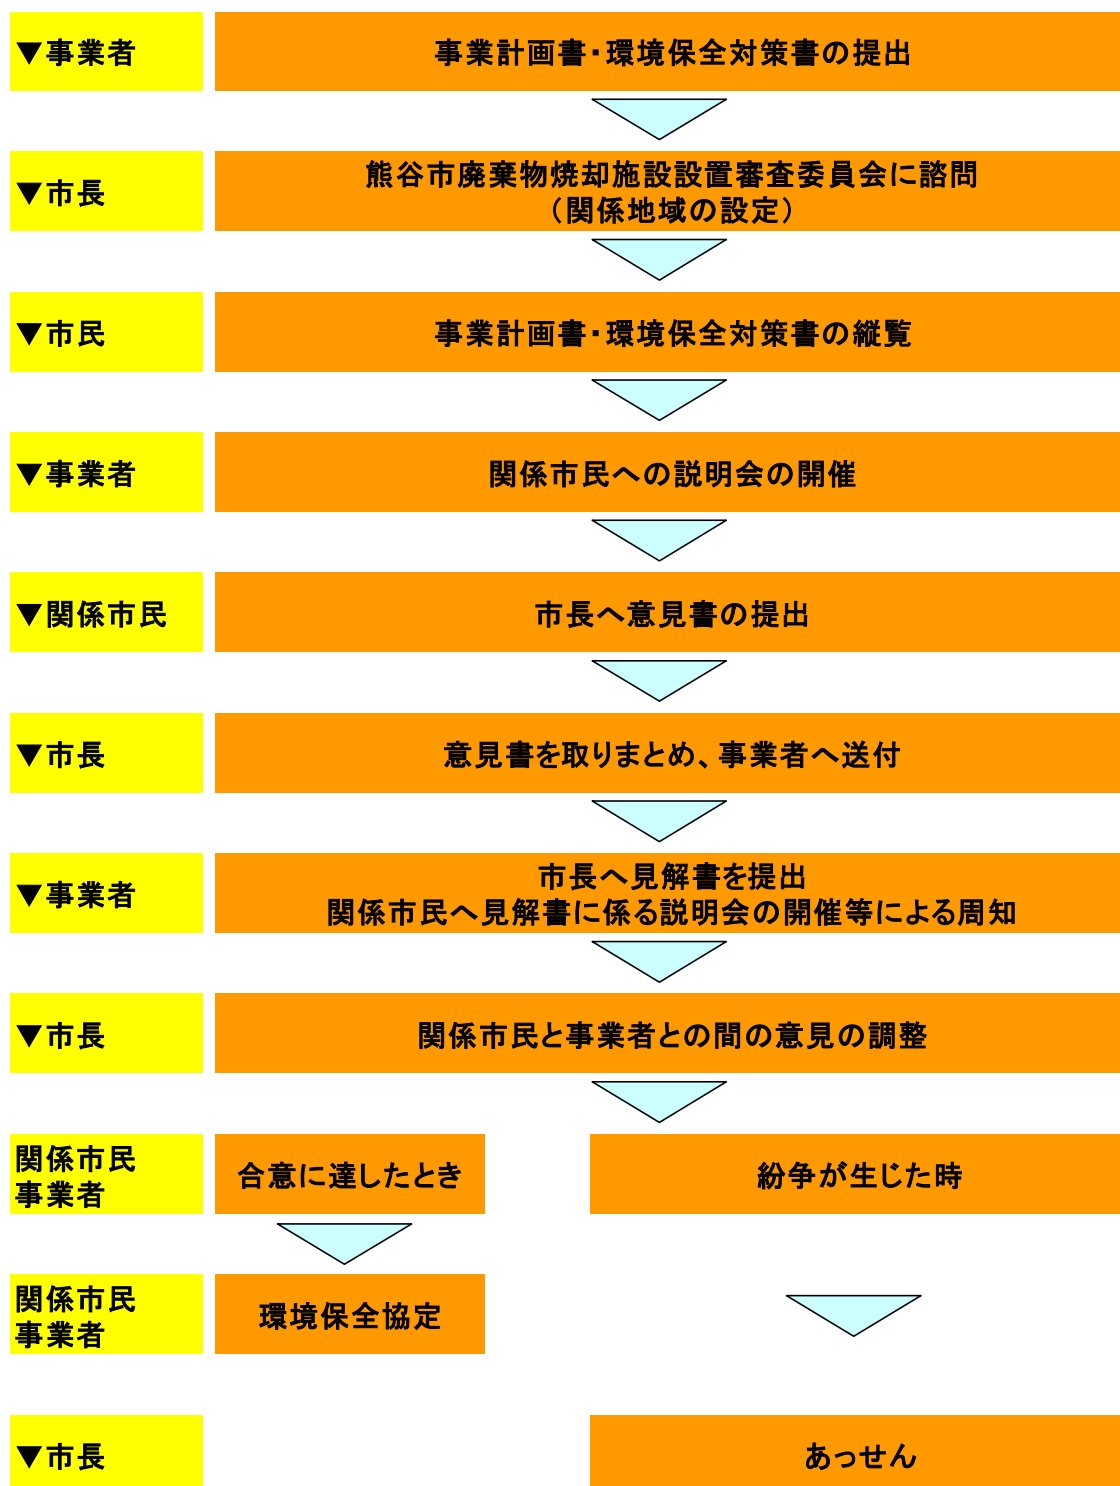 ▼事業者
事業計画書・環境保全対策書の提出
▼市長
熊谷市廃棄物焼却施設設置審査委員会に諮問
（関係地域の設定）
▼市民
事業計画書・環境保全対策書の縦覧
▼事業者
関係市民への説明会の開催
▼関係市民
市長へ意見書の提出
▼市長
意見書を取りまとめ、事業者へ送付
▼事業者
市長へ見解書を提出
関係市民へ見解書に係る説明会の開催等による周知
▼市長
関係市民と事業者との間の意見の調整
関係市民
事業者
合意に達したとき
紛争が生じた時
関係市民
事業者
環境保全協定
▼市長
あっせん